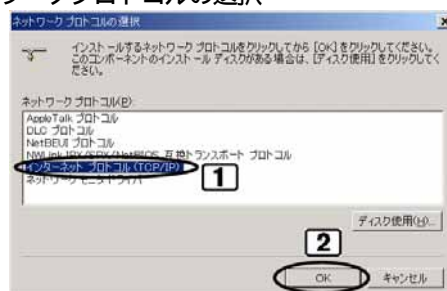 ネットワーク プロトコルの選択
インストールするネットワーク プロトコルをクリックしてから [OK] をクリックしてください。
このコンポーネントのインストール ディスクがある場合は、[ディスク使用] をクリックしてく
ださい。
ネットワーク プロトコル(P):
AppleTalk プロトコル
DLC プロトコル
NetBEUI プロトコル
NWLink IPX/SPX/NetBIOS 互換トランスポート プロトコル
インターネット プロトコル (TCP/IP)
1
ネットワーク モニタ ドライバ
ディスク使用(H)...
2
OK
キャンセル